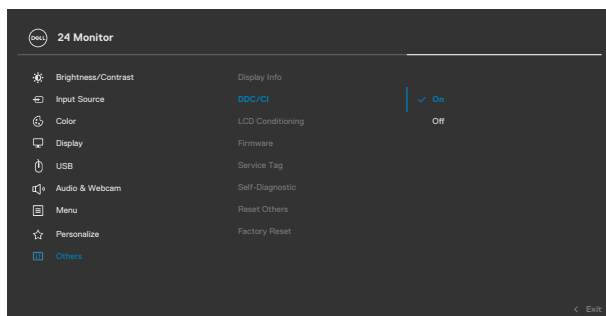 DELL
24 Monitor
Brightness/Contrast
Input Source
Color
Display
USB
Audio & Webcam
Menu
Personalize
Others
Display Info
DDC/CI
LCD Conditioning
Firmware
Service Tag
Self-Diagnostic
Reset Others
Factory Reset
On
Off
Exit